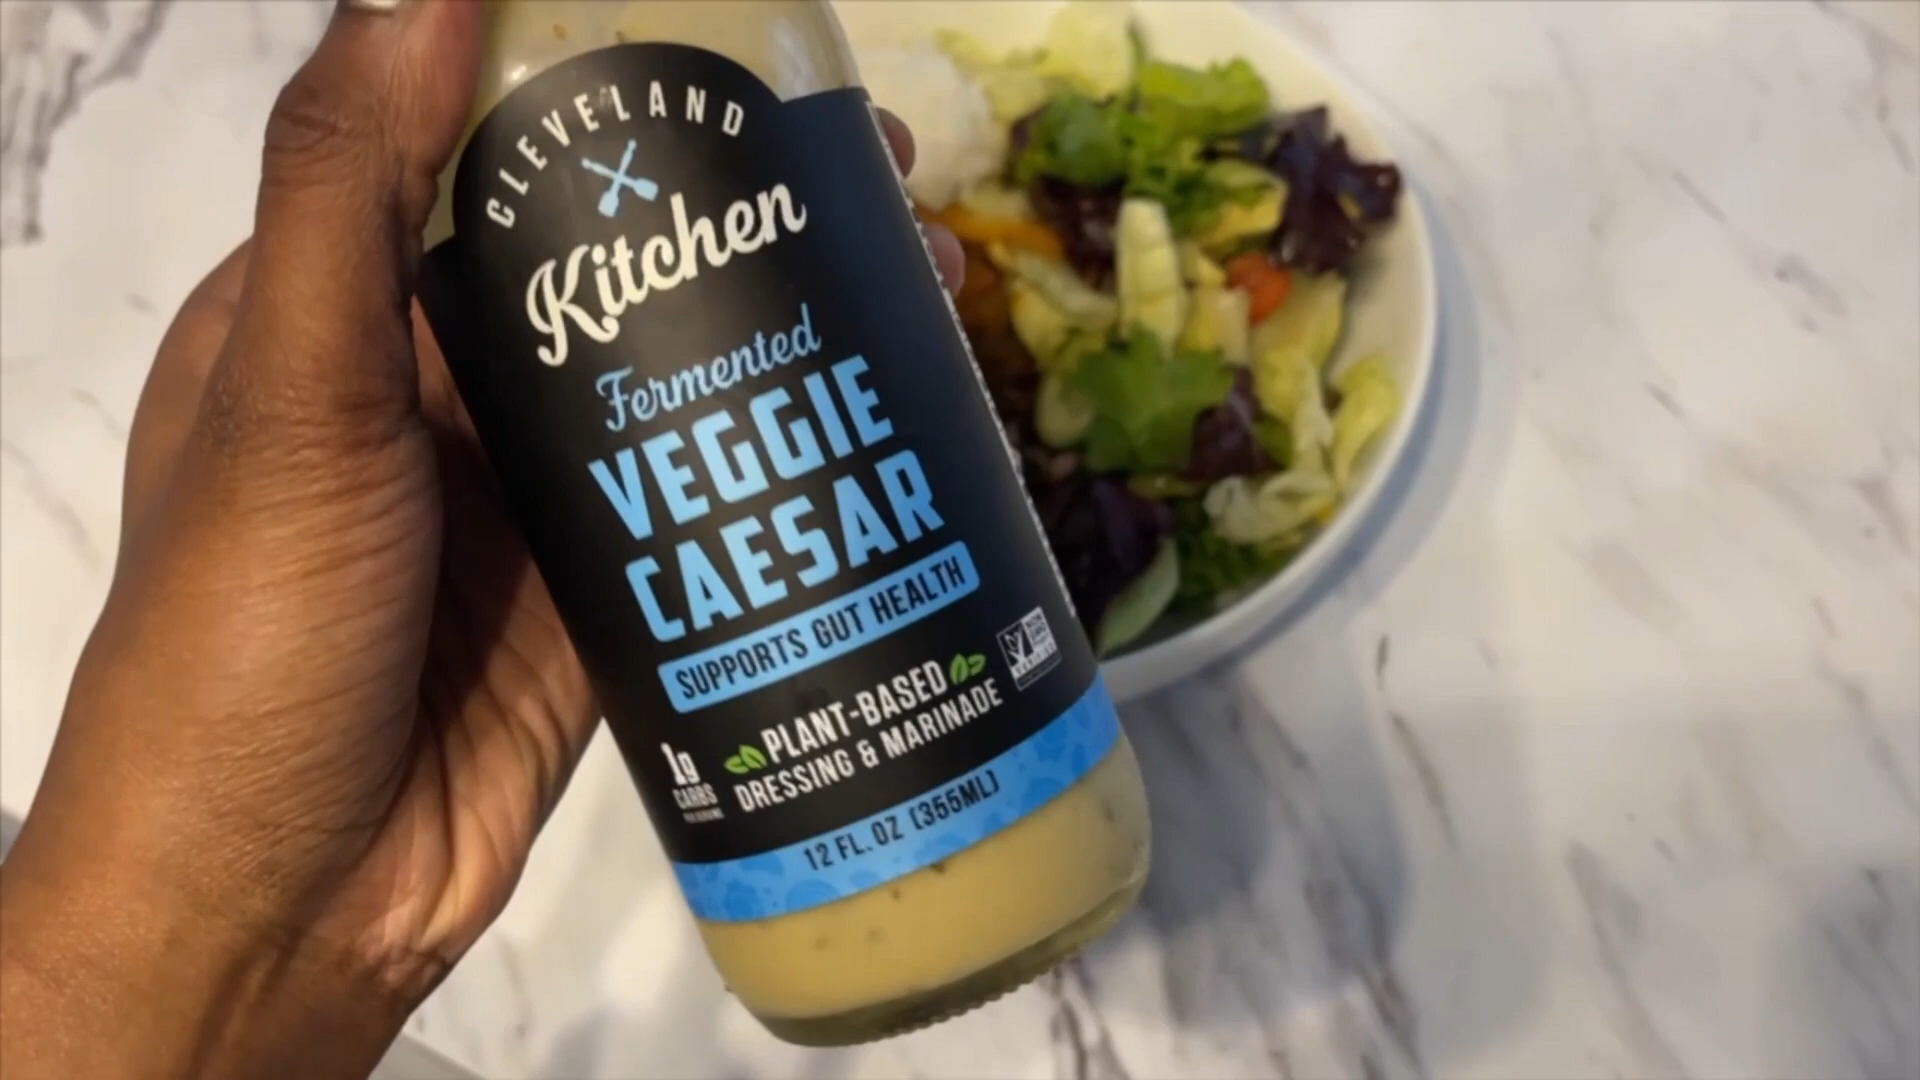 CLEVELAND
Kitchen
Fermented
VEGGIE
CAESAR
SUPPORTS GUT HEALTH
PLANT-BASED
DRESSING & MARINADE
1g
CARBS
12 FL. OZ (355ML)